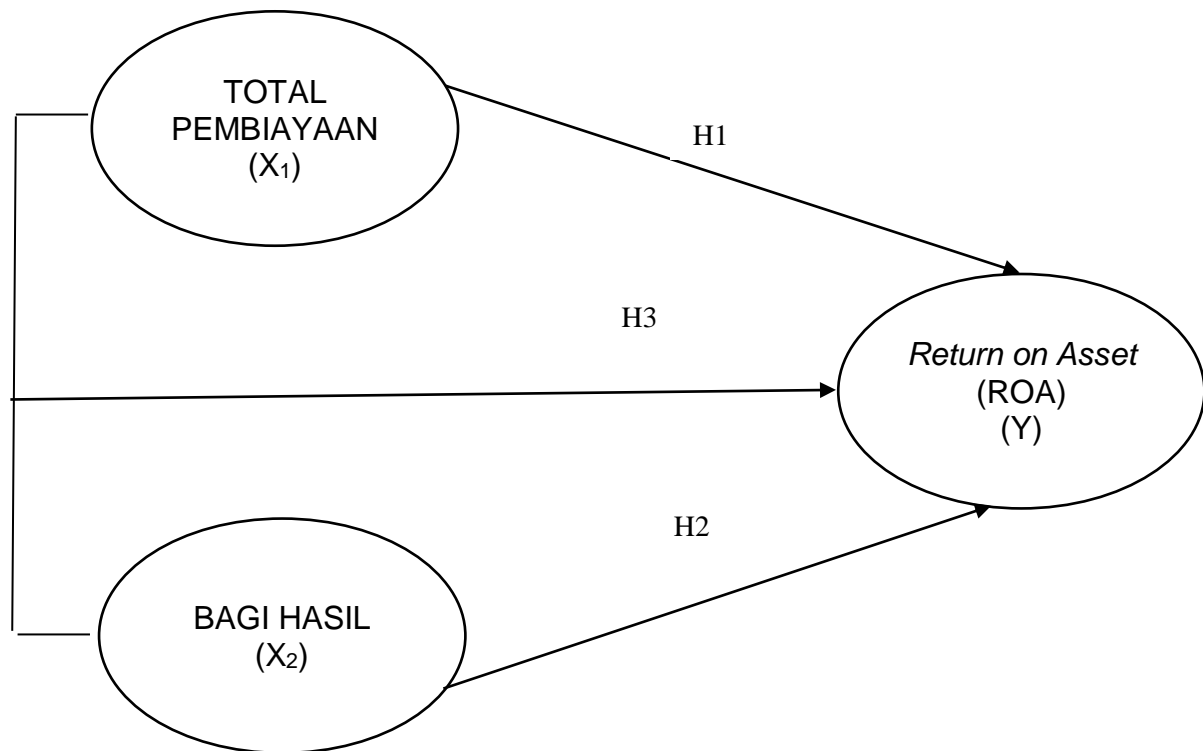 TOTAL
PEMBIAYAAN
(X₁)
H1
H3
Return on Asset
(ROA)
(Y)
H2
BAGI HASIL
(X₂)